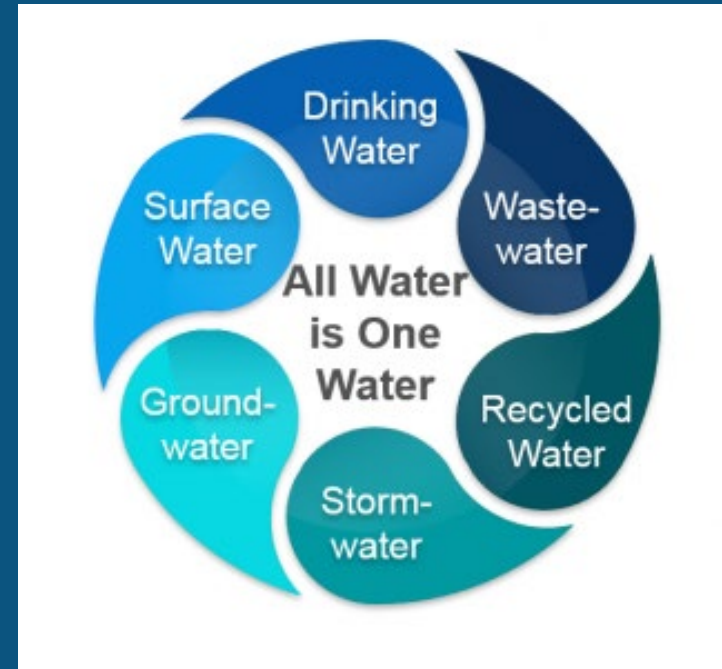 Drinking
Water
Waste-
water
Recycled
Water
Storm-
water
Ground-
water
Surface
Water
All Water
is One
Water